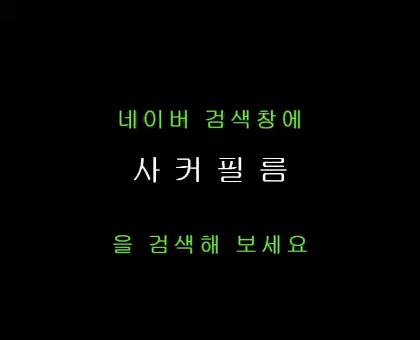 네이버 검색창에
사커필름
을 검색해 보세요